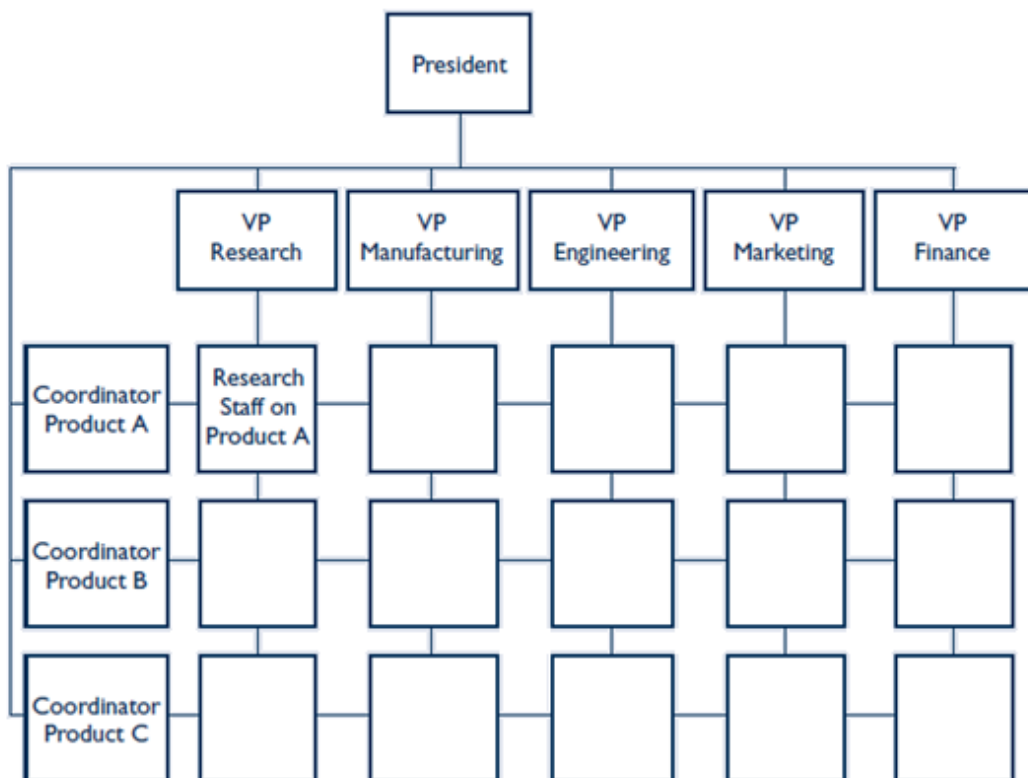 President
VP
Research
VP
Manufacturing
VP
Engineering
VP
Marketing
VP
Finance
Coordinator
Product A
Research
Staff on
Product A
Coordinator
Product B
Coordinator
Product C